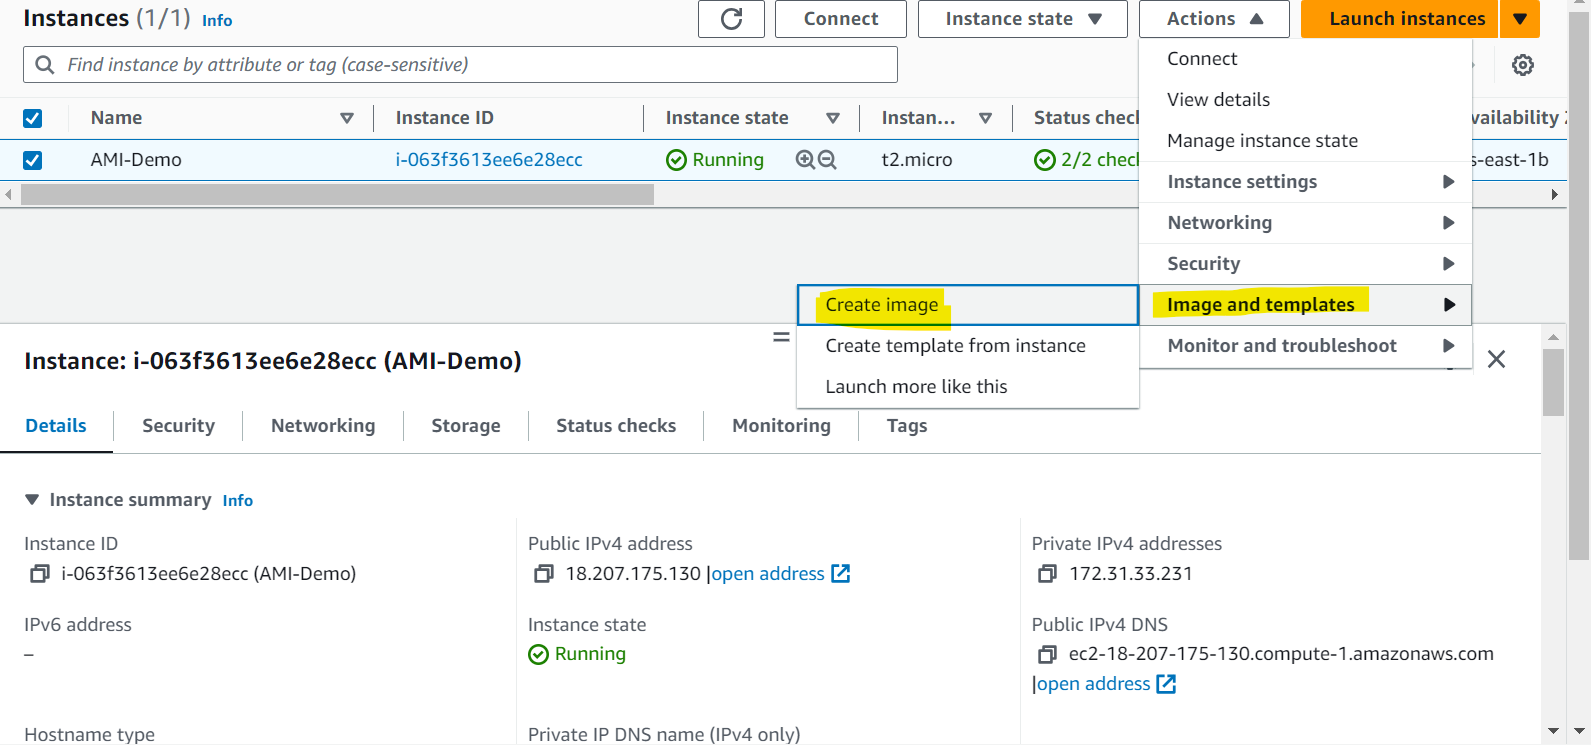 Instances (1/1) Info
Connect
Instance state
Actions
Launch instances
Find instance by attribute or tag (case-sensitive)
Name
Instance ID
Instance state
Instan...
Status
AMI-Demo
i-063f3613ee6e28ecc
Running
t2.micro
2/2
s-east-1b
Connect
View details
Manage instance state
Instance settings
Networking
Security
Image and templates
Monitor and troubleshoot
Create image
Create template from instance
Launch more like this
Instance: i-063f3613ee6e28ecc (AMI-Demo)
Details
Security
Networking
Storage
Status checks
Monitoring
Tags
Instance summary Info
Instance ID
i-063f3613ee6e28ecc (AMI-Demo)
Public IPv4 address
18.207.175.130 |open address
Private IPv4 addresses
172.31.33.231
IPv6 address
–
Instance state
Running
Public IPv4 DNS
ec2-18-207-175-130.compute-1.amazonaws.com
|open address
Hostname type
Private IP DNS name (IPv4 only)